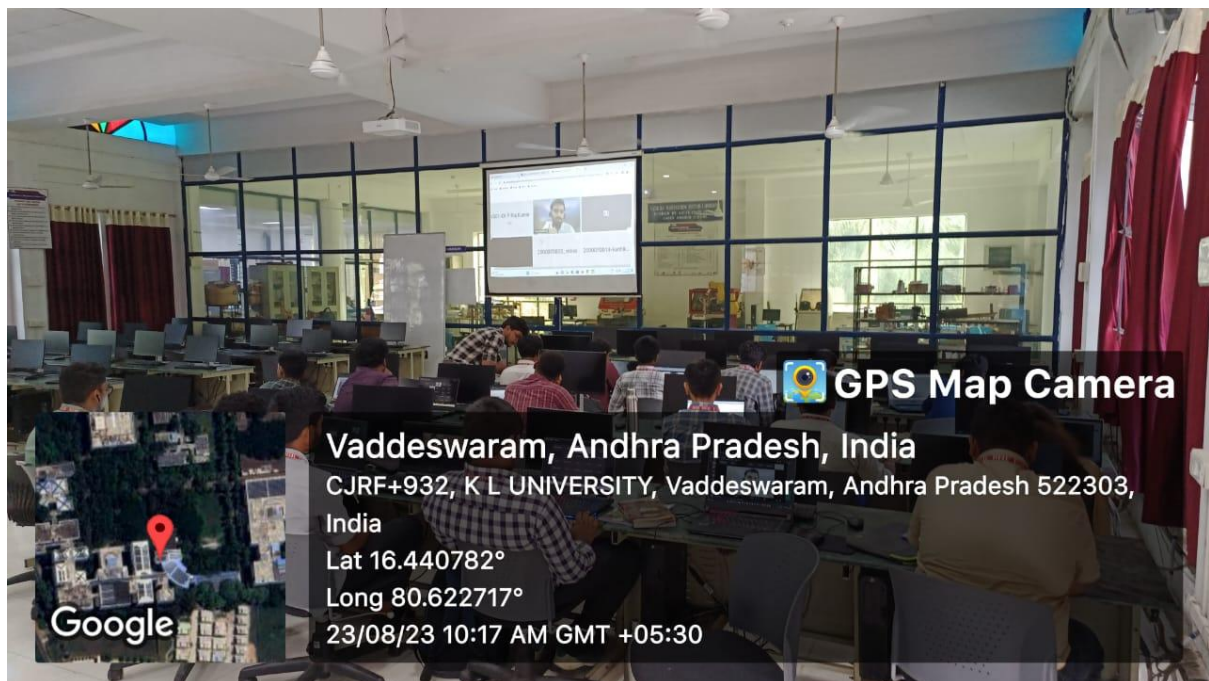 GPS Map Camera
Vaddeswaram, Andhra Pradesh, India
CJRF+932, K L UNIVERSITY, Vaddeswaram, Andhra Pradesh 522303,
India
Lat 16.440782°
Long 80.622717°
23/08/23 10:17 AM GMT +05:30
Google